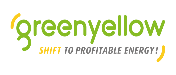 greenyellow
SHIFT TO PROFITABLE ENERGY!